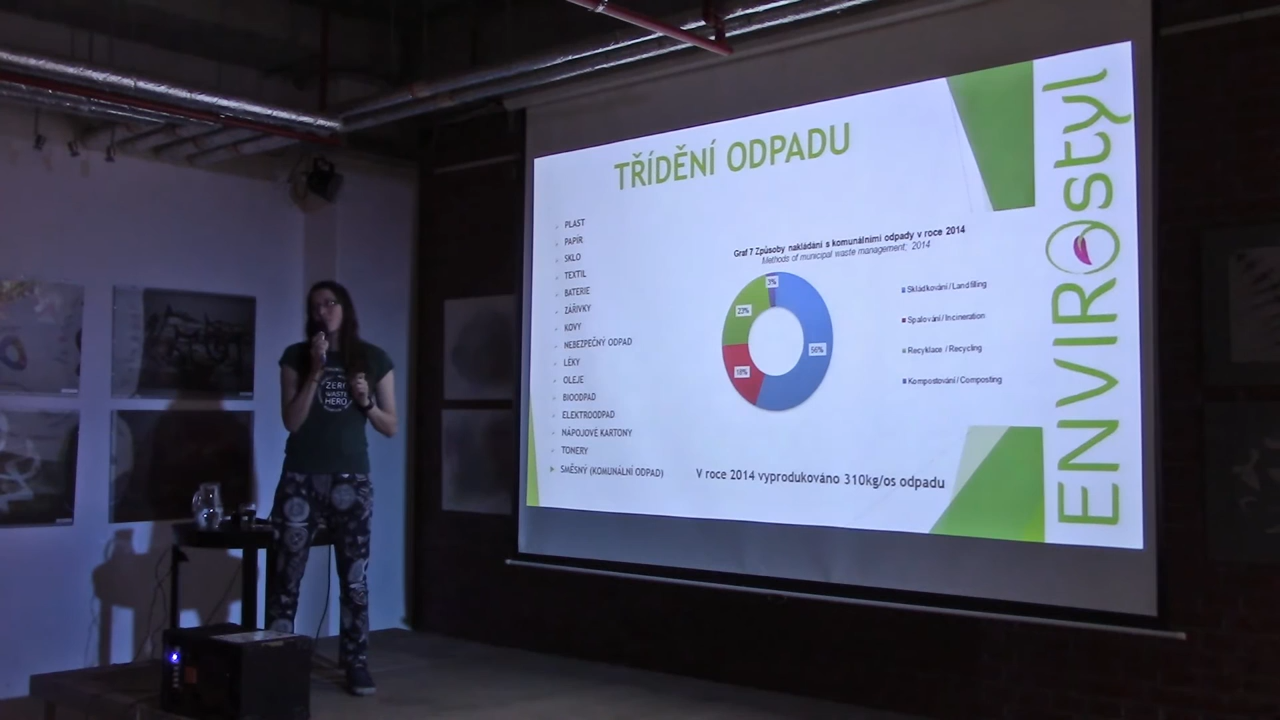 TŘÍDĚNÍ ODPADU
PLAST
PAPÍR
SKLO
TEXTIL
BATERIE
ZÁŘIVKY
KOVY
NEBEZPEČNÝ ODPAD
LÉKY
OLEJE
BIOODPAD
ELEKTROODPAD
NÁPOJOVÉ KARTONY
TONERY
SMĚSNÝ (KOMUNÁLNÍ ODPAD)
Graf 7 Způsoby nakládání s komunálními odpady v roce 2014
Methods of municipal waste management; 2014
3%
23%
56%
18%
Skládkování / Landfilling
Spalování / Incineration
Recyklace / Recycling
Kompostování / Composting
V roce 2014 vyprodukováno 310kg/os odpadu
ENVIROstyl
ZERO
WASTE
HERO